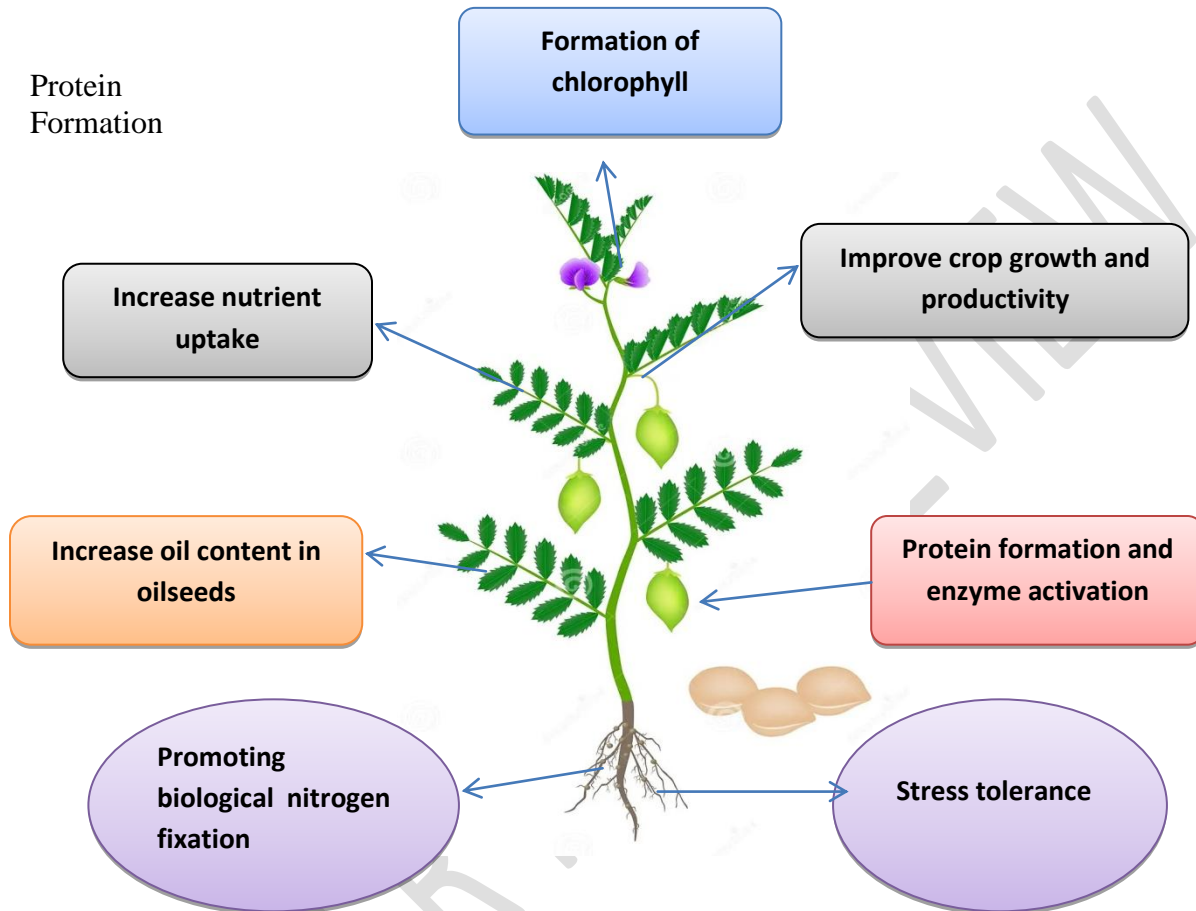 Formation of
chlorophyll
Protein
Formation
Increase nutrient
uptake
Improve crop growth and
productivity
Increase oil content in
oilseeds
Protein formation and
enzyme activation
Promoting
biological nitrogen
fixation
Stress tolerance